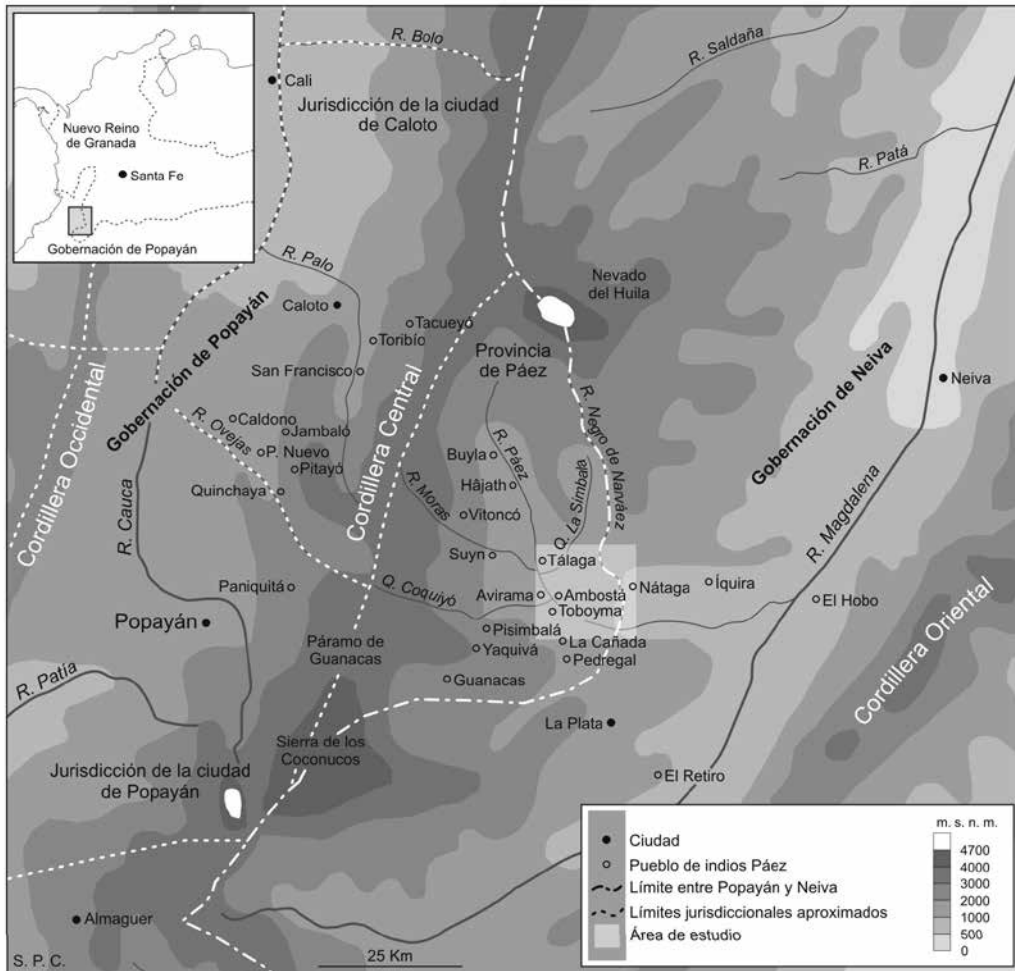 Nuevo Reino
de Granada
Santa Fe
Gobernación de Popayán
R. Bolo
Cali
Jurisdicción de la ciudad
de Caloto
R. Saldaña
R. Patá
R. Palo
Caloto
Tacueyó
Toribío
San Francisco
Nevado
del Huila
Provincia
de Páez
Gobernación de Popayán
Cordillera Occidental
Cordillera Central
Gobernación de Neiva
Neiva
R. Ovejas
Caldono
Jambaló
P. Nuevo
Pitayó
Quinchaya
R. Cauca
Buyla
R. Páez
Hâjath
R. Moras
Vitoncó
Q. La Símbala
R. Negro de Narváez
R. Magdalena
Suyn
Tálaga
Paniquitá
Q. Coquiyó
Avirama
Ambostá
Toboyma
Nátaga
Íquira
El Hobo
Popayán
Pisimbalá
La Cañada
Yaquivá
Pedregal
Páramo de
Guanacas
Guanacas
Cordillera Oriental
R. Patía
La Plata
Sierra de los
Coconucos
El Retiro
Jurisdicción de la ciudad
de Popayán
Almaguer
S. P. C.
25 Km
Ciudad
Pueblo de indios Páez
Límite entre Popayán y Neiva
Límites jurisdiccionales aproximados
Área de estudio
m. s. n. m.
4700
4000
3000
2000
1000
500
0